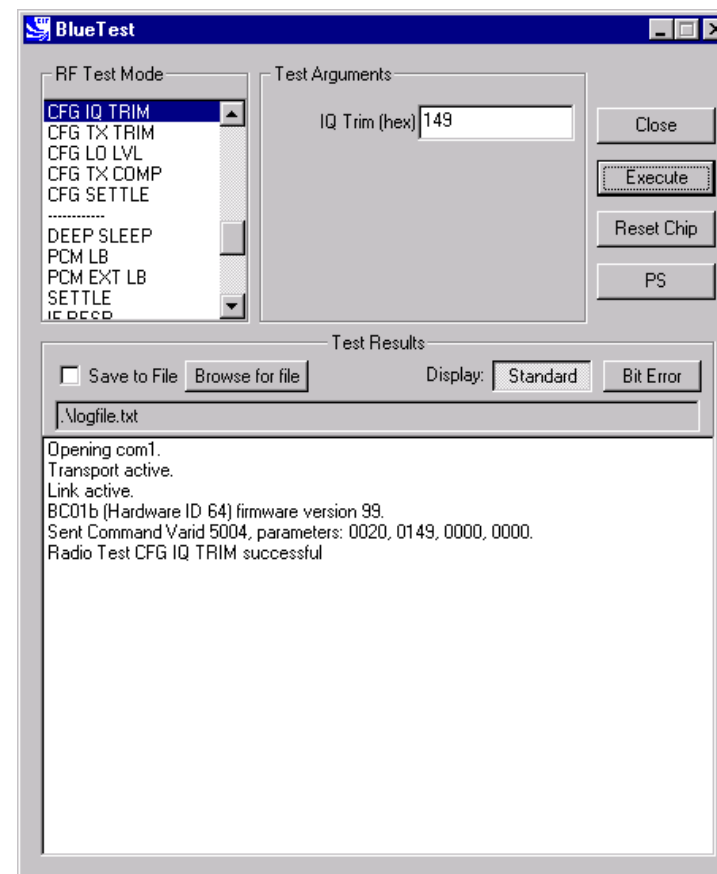 BlueTest
RF Test Mode
CFG IQ TRIM
CFG TX TRIM
CFG LO LVL
CFG TX COMP
CFG SETTLE
------------
DEEP SLEEP
PCM LB
PCM EXT LB
SETTLE
Test Arguments
IQ Trim (hex) 149
Close
Execute
Reset Chip
PS
Test Results
Save to File Browse for file Display: Standard Bit Error
.\logfile.txt
Opening com1.
Transport active.
Link active.
BC01b (Hardware ID 64) firmware version 99.
Sent Command Varid 5004, parameters: 0020, 0149, 0000, 0000.
Radio Test CFG IQ TRIM successful